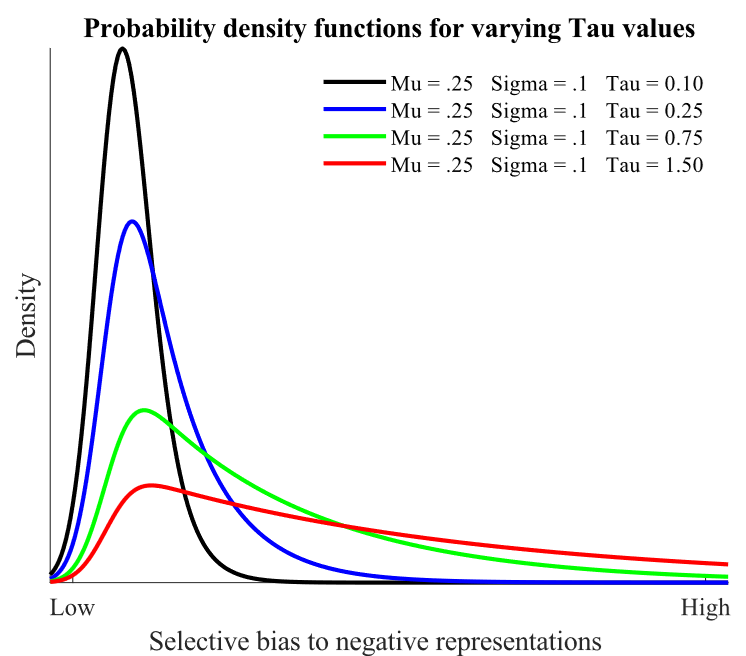 Probability density functions for varying Tau values
Mu = .25 Sigma = .1 Tau = 0.10
Mu = .25 Sigma = .1 Tau = 0.25
Mu = .25 Sigma = .1 Tau = 0.75
Mu = .25 Sigma = .1 Tau = 1.50
Density
Low High
Selective bias to negative representations